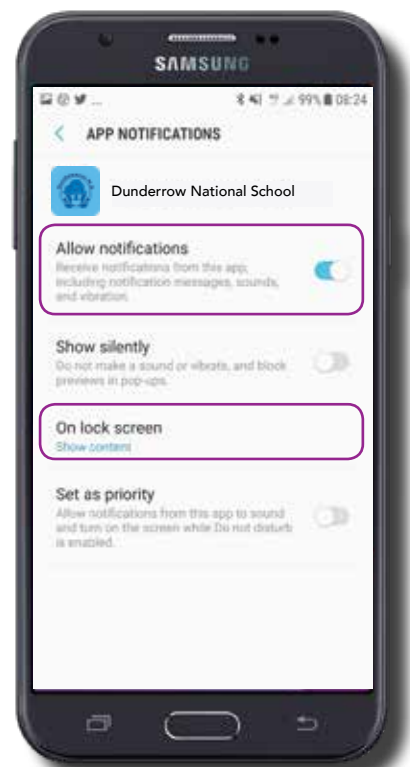 SAMSUNG
... 99% 08:24
< APP NOTIFICATIONS
Dunderrow National School
Allow notifications
Receive notifications from this app,
including notification messages, sounds,
and vibration.
Show silently
Do not make a sound or vibrate, and block
previews in pop-ups.
On lock screen
Show content
Set as priority
Allow notifications from this app to sound
and turn on the screen while Do not disturb
is enabled.